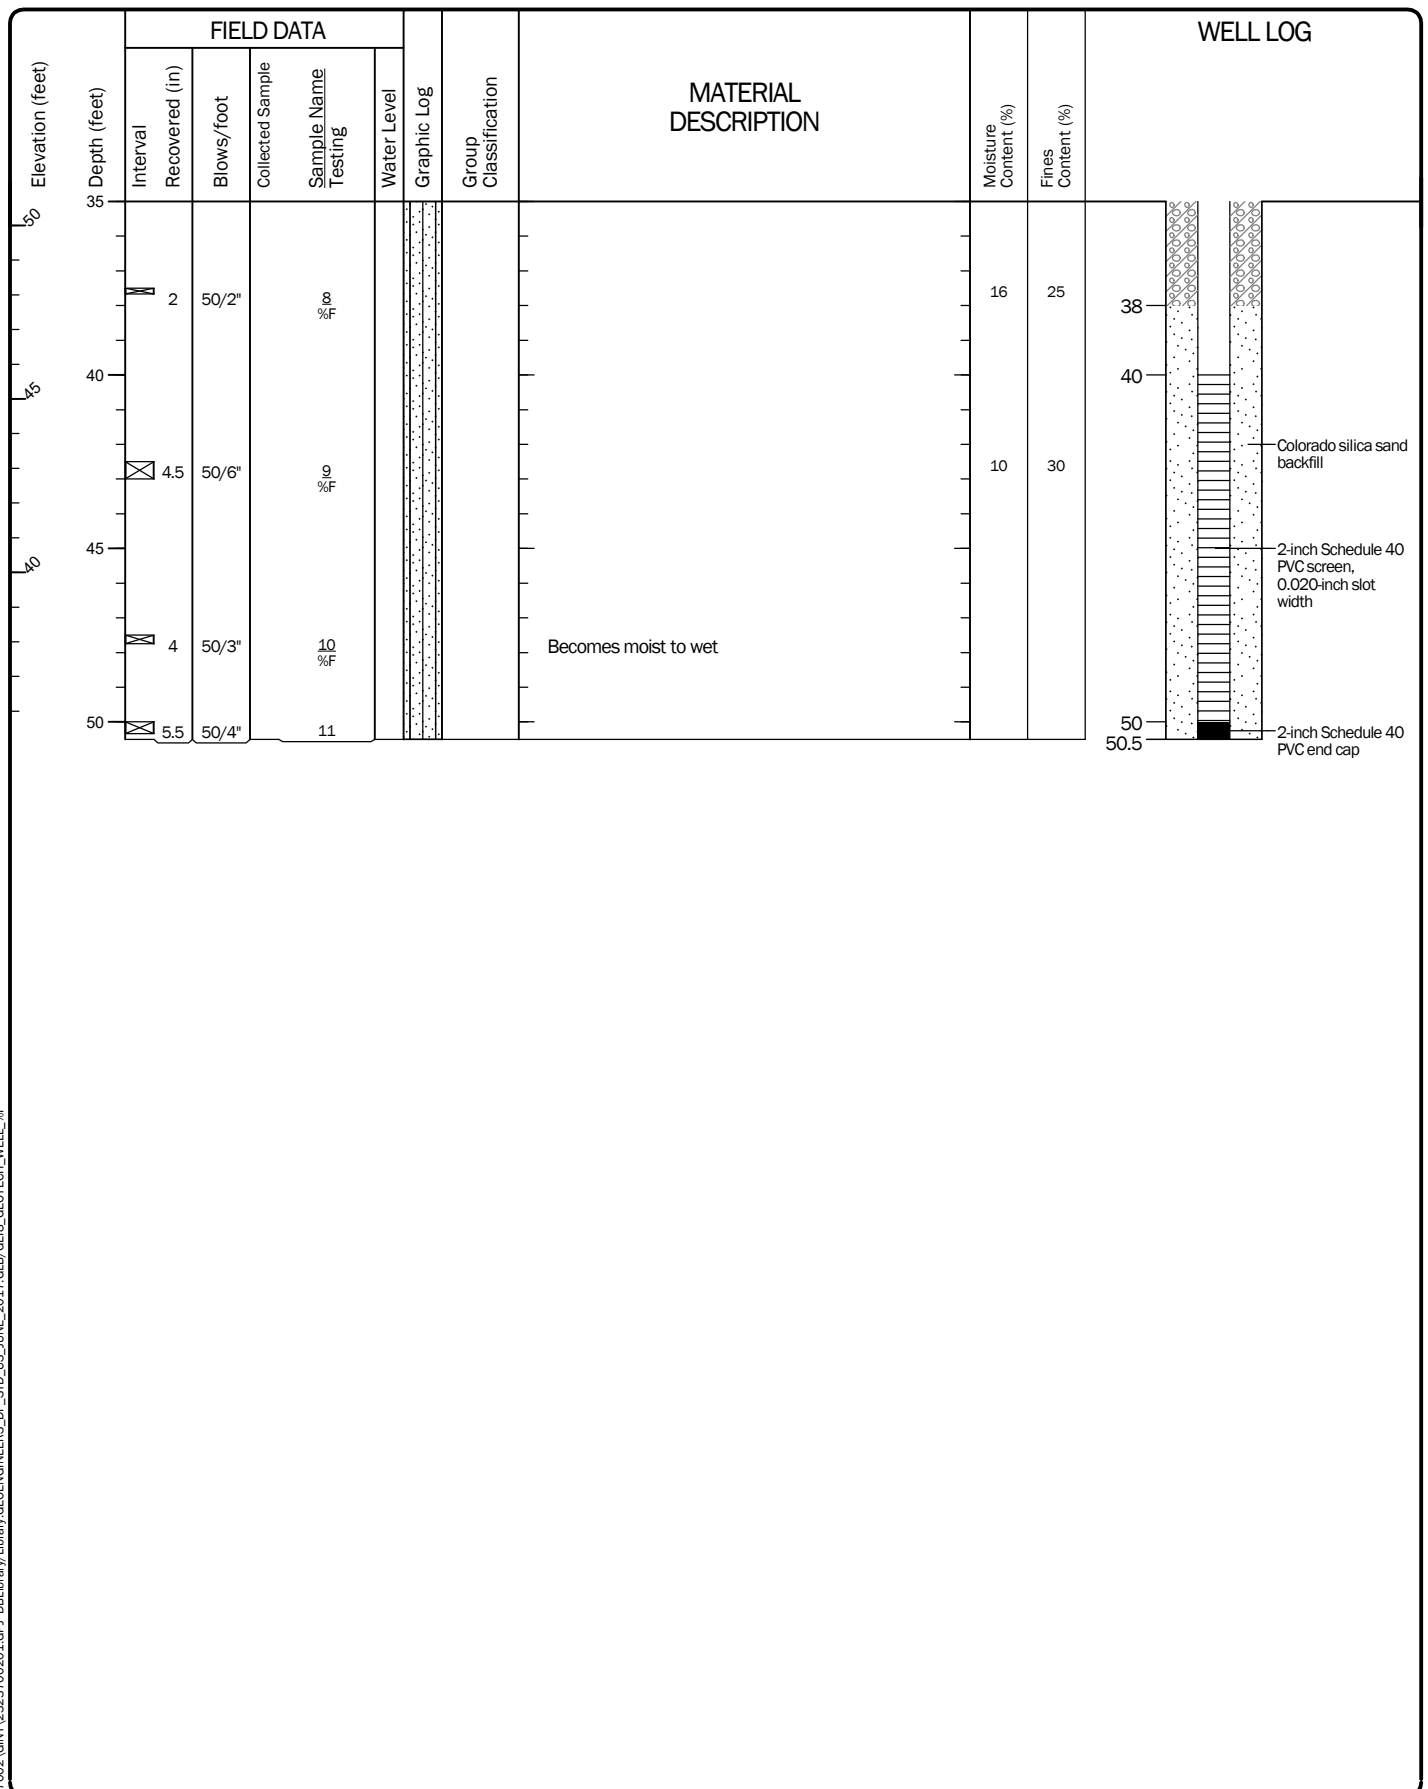 FIELD DATA
WELL LOG
Elevation (feet)
Depth (feet)
Interval
Recovered (in)
Blows/foot
Collected Sample
Sample Name
Testing
Water Level
Graphic Log
Group
Classification
MATERIAL
DESCRIPTION
Moisture
Content (%)
Fines
Content (%)
35
50
2 50/2" 8 16 25
%F
38
40 40
45
Colorado silica sand
backfill
4.5 50/6" 9 10 30
%F
45
2-inch Schedule 40
PVC screen,
0.020-inch slot
width
40
4 50/3" 10 Becomes moist to wet
%F
50 50
5.5 50/4" 11
2-inch Schedule 40
PVC end cap
50.5